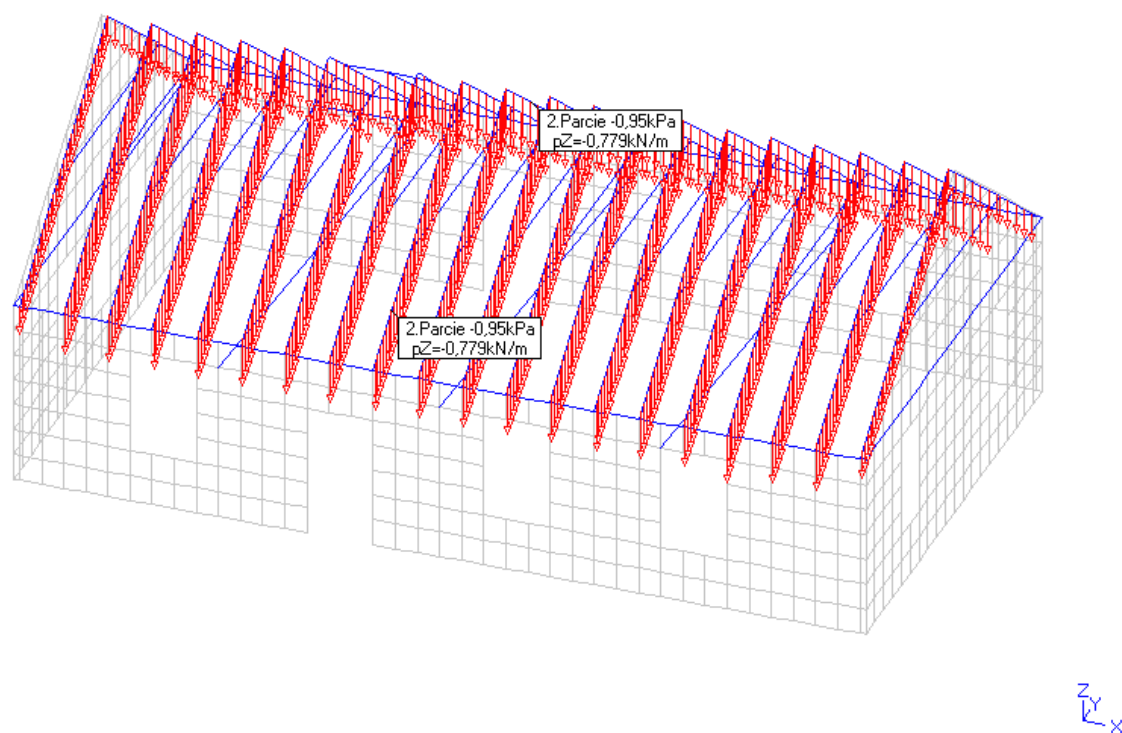 2.Parcie -0,95kPa
pZ=-0,779kN/m
2.Parcie -0,95kPa
pZ=-0,779kN/m
Z
Y
X